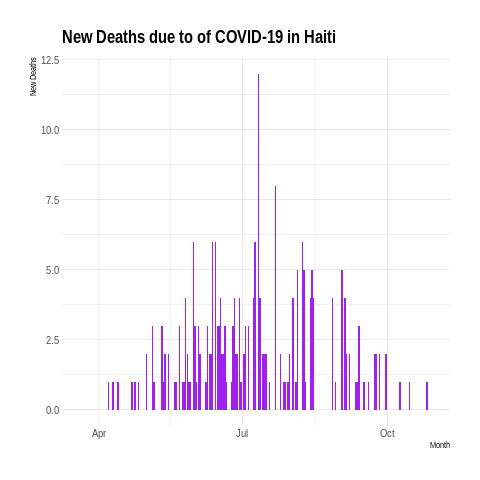 New Deaths due to of COVID-19 in Haiti
New Deaths
12.5
10.0
7.5
5.0
2.5
0.0
Apr
Jul
Oct
Month